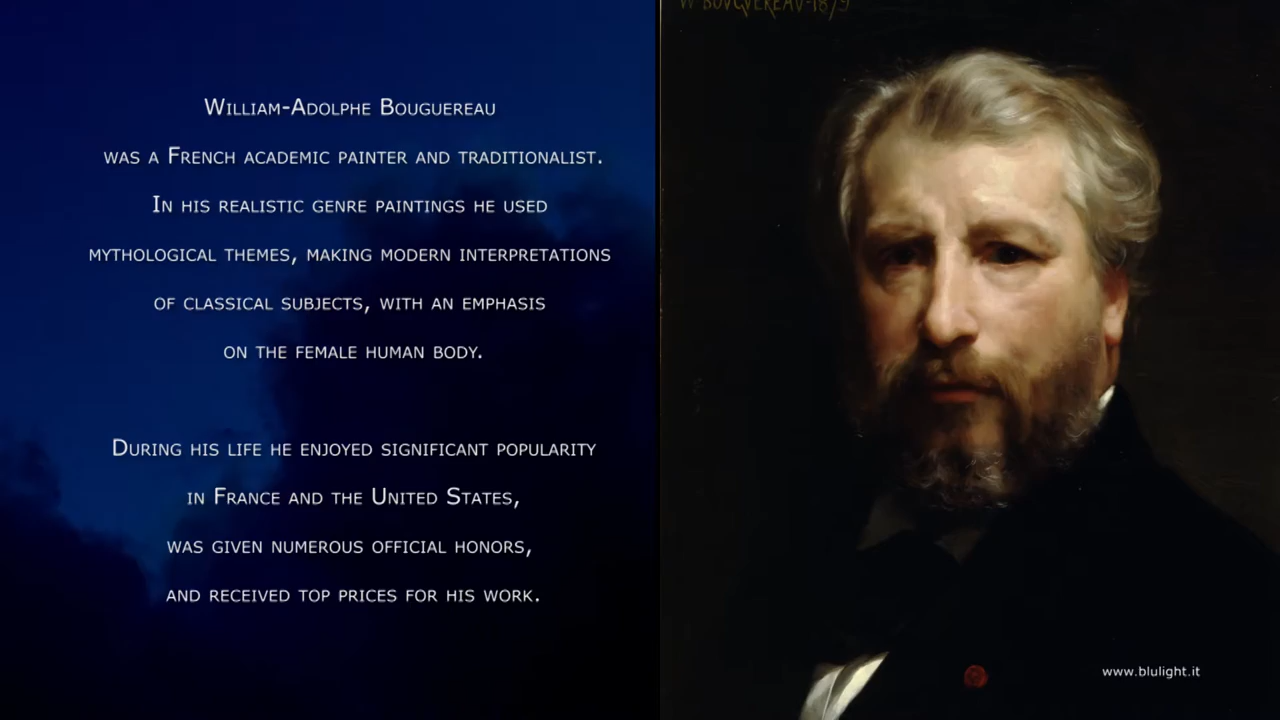 William-Adolphe Bouguereau
was a French academic painter and traditionalist.
In his realistic genre paintings he used
mythological themes, making modern interpretations
of classical subjects, with an emphasis
on the female human body.
During his life he enjoyed significant popularity
in France and the United States,
was given numerous official honors,
and received top prices for his work.
W·BOUGUEREAU-1879
www.blulight.it